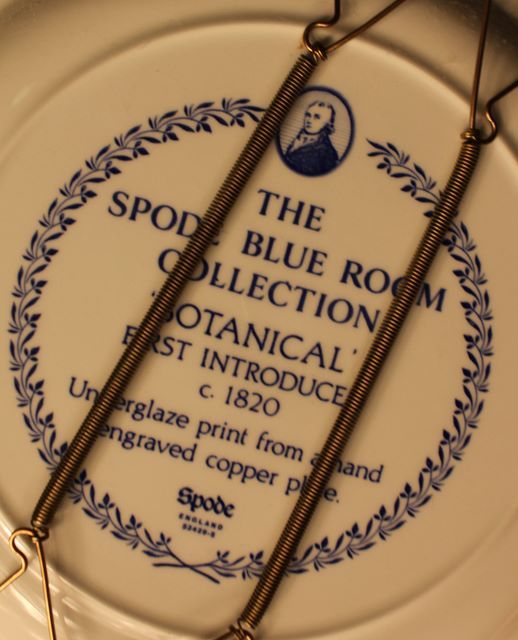 THE
SPODE BLUE ROOM
COLLECTION
'BOTANICAL'
FIRST INTRODUCED
c. 1820
Underglaze print from a hand
engraved copper plate.
Spode
ENGLAND